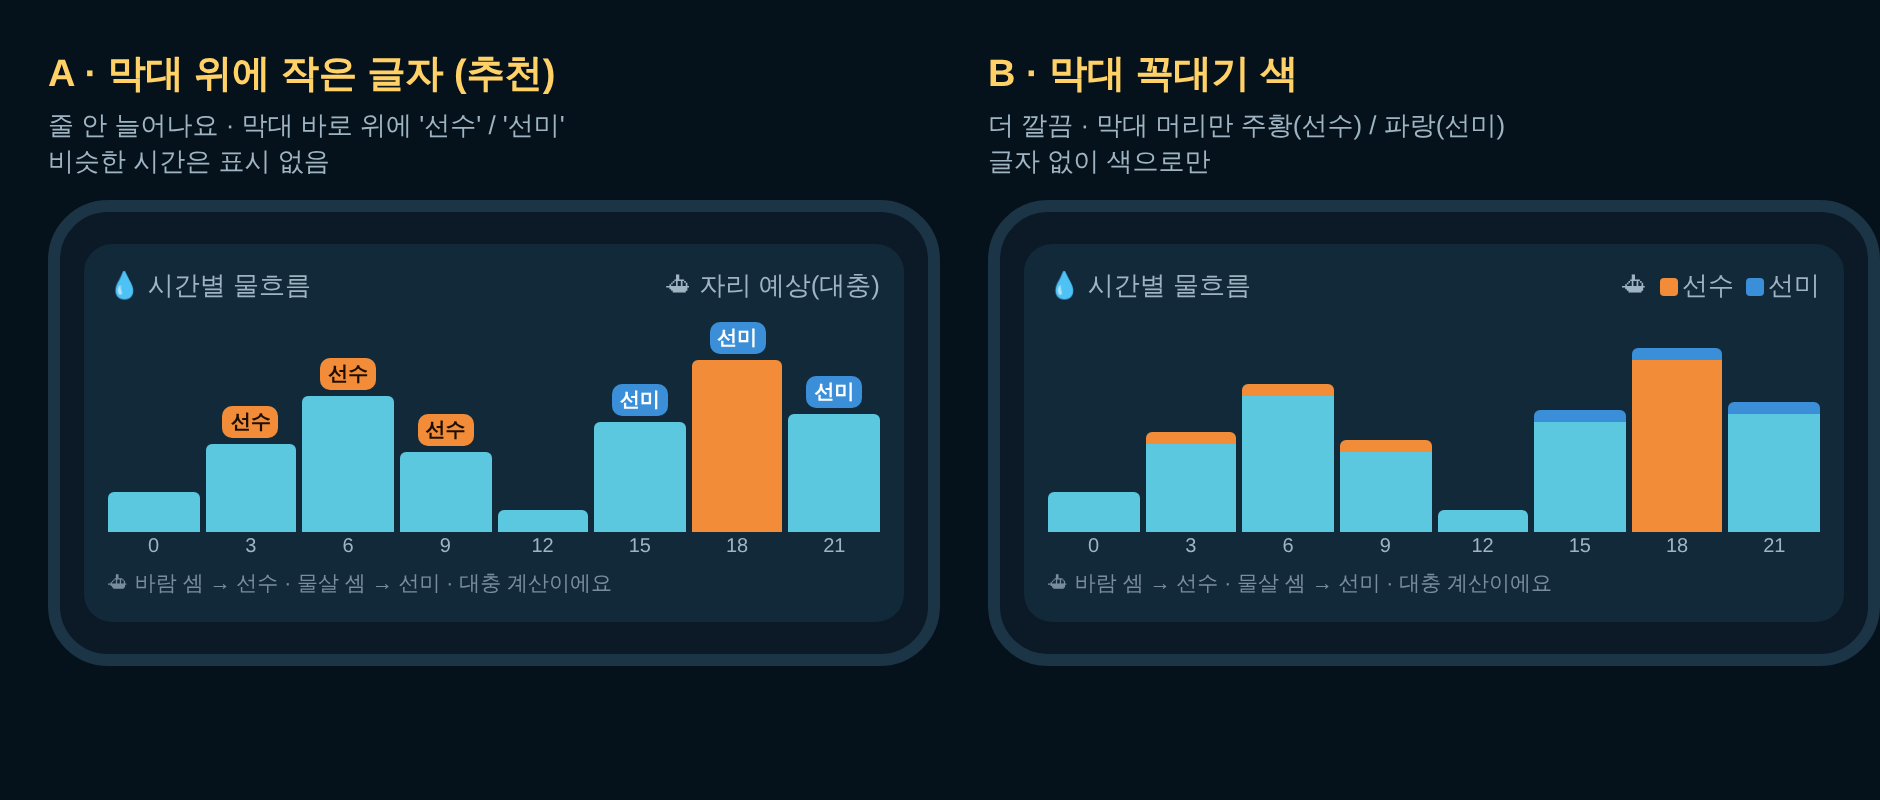 A · 막대 위에 작은 글자 (추천)
줄 안 늘어나요 · 막대 바로 위에 '선수' / '선미'
비슷한 시간은 표시 없음
💧 시간별 물흐름
⛴ 자리 예상(대충)
선수
선수
선수
선미
선미
선미
0 3 6 9 12 15 18 21
⛴ 바람 셈 → 선수 · 물살 셈 → 선미 · 대충 계산이에요
B · 막대 꼭대기 색
더 깔끔 · 막대 머리만 주황(선수) / 파랑(선미)
글자 없이 색으로만
💧 시간별 물흐름
⛴ 선수 선미
0 3 6 9 12 15 18 21
⛴ 바람 셈 → 선수 · 물살 셈 → 선미 · 대충 계산이에요